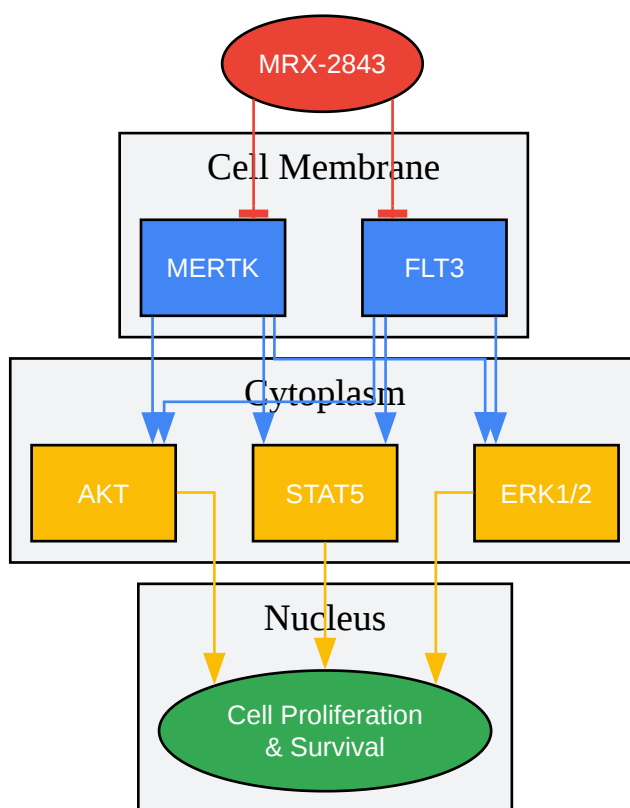 MRX-2843
Cell Membrane
MERTK
FLT3
Cytoplasm
AKT
STAT5
ERK1/2
Nucleus
Cell Proliferation
& Survival